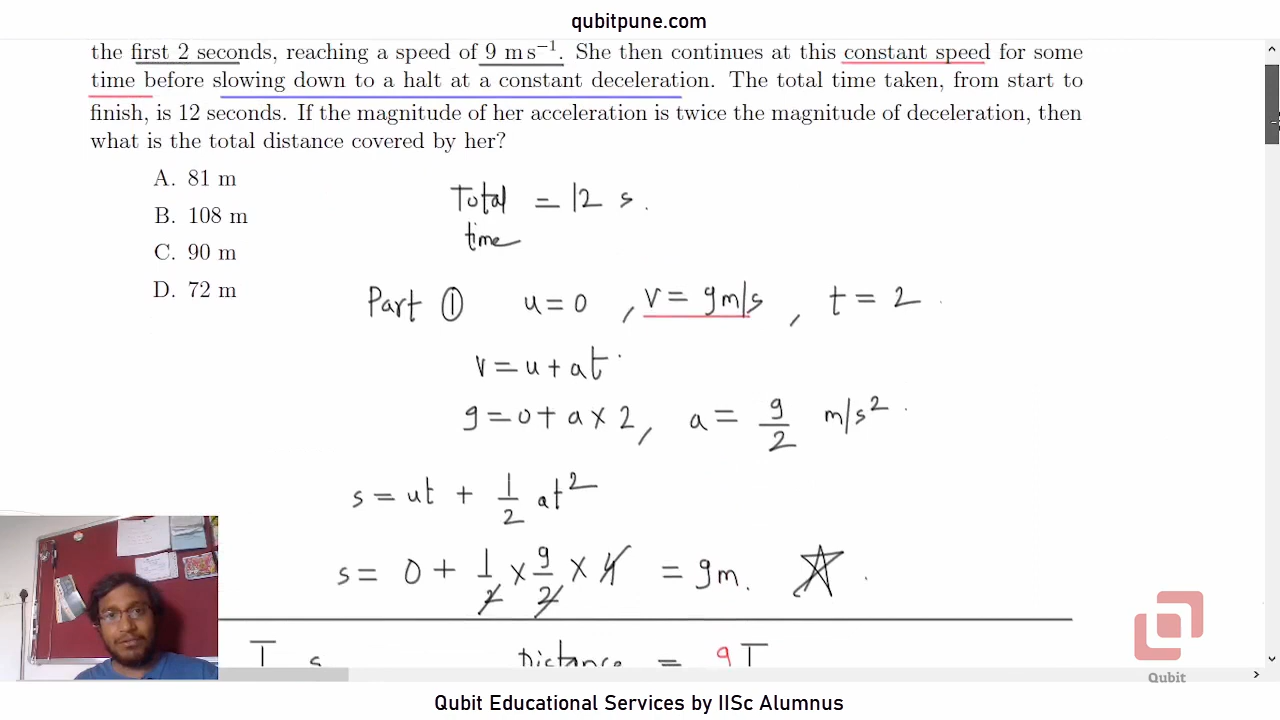 qubitpune.com
the first 2 seconds, reaching a speed of 9 m s⁻¹. She then continues at this constant speed for some
time before slowing down to a halt at a constant deceleration. The total time taken, from start to
finish, is 12 seconds. If the magnitude of her acceleration is twice the magnitude of deceleration, then
what is the total distance covered by her?
A. 81 m
B. 108 m
C. 90 m
D. 72 m
Total = 12 s.
time
Part ① u=0 , v= 9m/s , t = 2 .
v= u + at
9=0+ a x 2, a= 9/2 m/s² .
s= ut + 1/2 at²
s= 0 + 1/2 x 9/2 x 4 = 9m. .
T s Distance = 9T
Qubit
Qubit Educational Services by IISc Alumnus